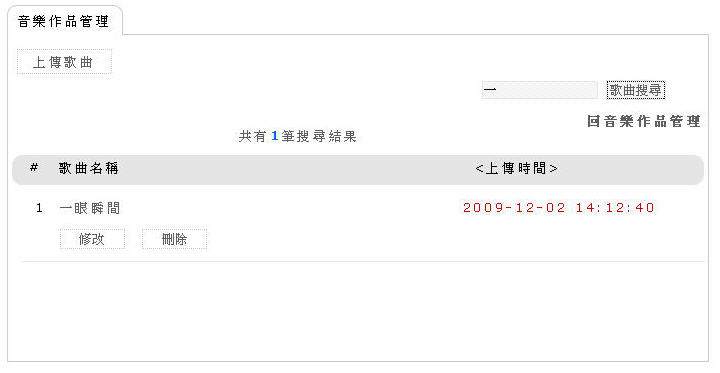 音樂作品管理
上傳歌曲
一 歌曲搜尋
回音樂作品管理
共有1筆搜尋結果
# 歌曲名稱 <上傳時間>
1 一眼瞬間 2009-12-02 14:12:40
修改 刪除